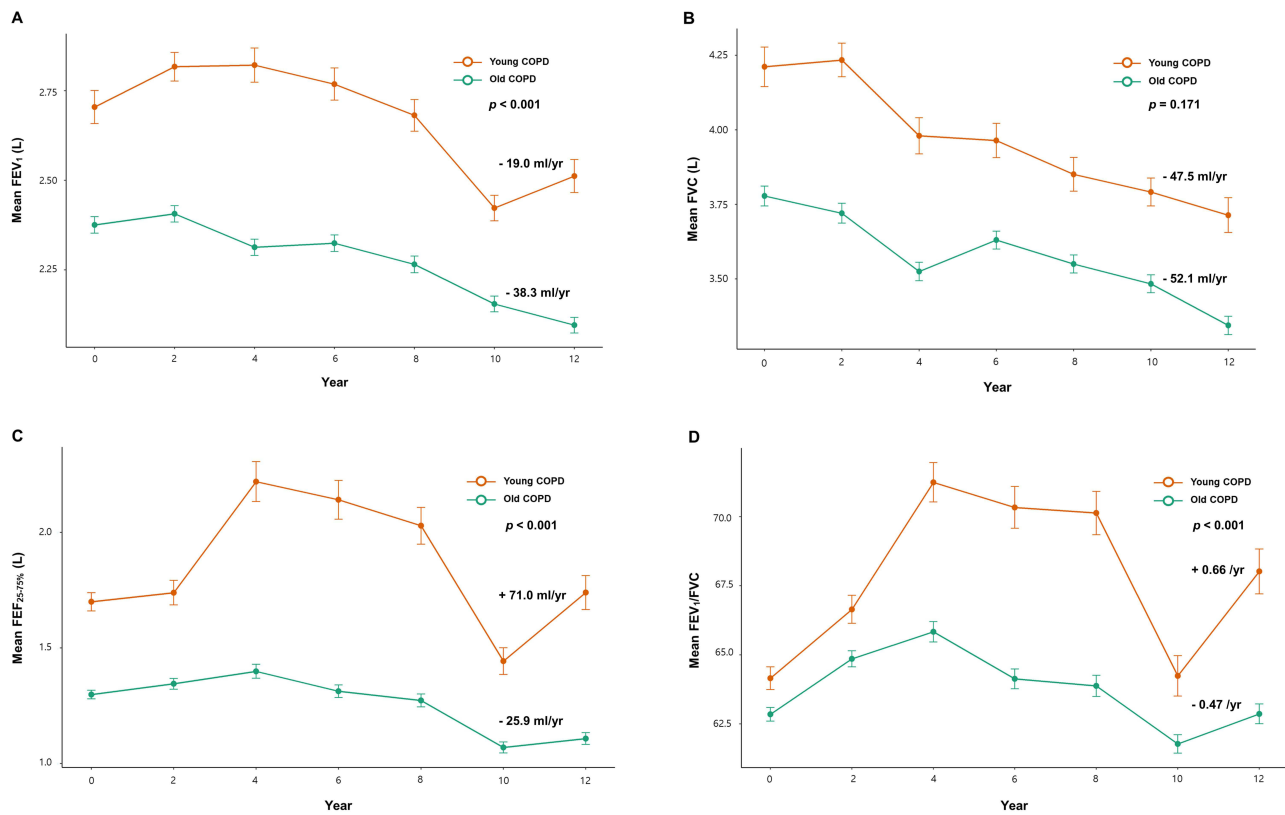 A
Mean FEV₁ (L)
2.75
2.50
2.25
Young COPD
Old COPD
p < 0.001
- 19.0 ml/yr
- 38.3 ml/yr
0 2 4 6 8 10 12
Year
B
Mean FVC (L)
4.25
4.00
3.75
3.50
Young COPD
Old COPD
p = 0.171
- 47.5 ml/yr
- 52.1 ml/yr
0 2 4 6 8 10 12
Year
C
Mean FEF₂₅₋₇₅% (L)
2.0
1.5
1.0
Young COPD
Old COPD
p < 0.001
+ 71.0 ml/yr
- 25.9 ml/yr
0 2 4 6 8 10 12
Year
D
Mean FEV₁/FVC
70.0
67.5
65.0
62.5
Young COPD
Old COPD
p < 0.001
+ 0.66 /yr
- 0.47 /yr
0 2 4 6 8 10 12
Year